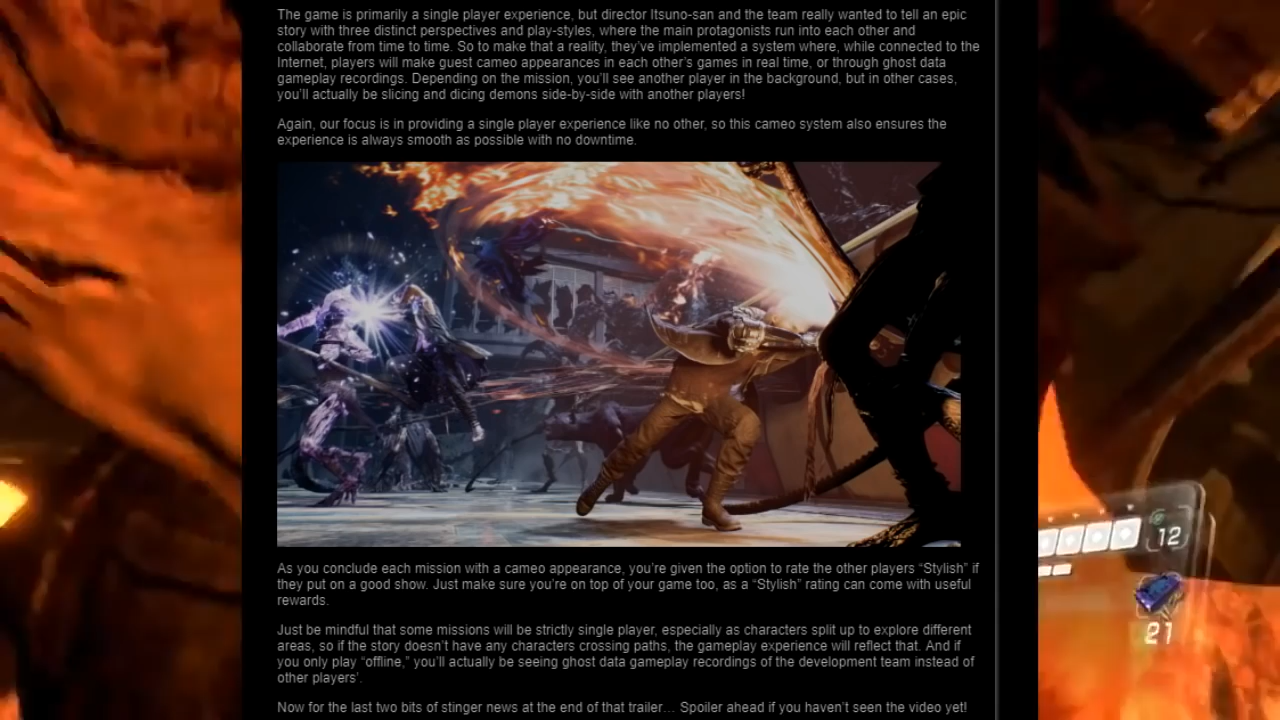 The game is primarily a single player experience, but director Itsuno-san and the team really wanted to tell an epic
story with three distinct perspectives and play-styles, where the main protagonists run into each other and
collaborate from time to time. So to make that a reality, they've implemented a system where, while connected to the
Internet, players will make guest cameo appearances in each other's games in real time, or through ghost data
gameplay recordings. Depending on the mission, you'll see another player in the background, but in other cases,
you'll actually be slicing and dicing demons side-by-side with another players!
Again, our focus is in providing a single player experience like no other, so this cameo system also ensures the
experience is always smooth as possible with no downtime.
As you conclude each mission with a cameo appearance, you're given the option to rate the other players “Stylish” if
they put on a good show. Just make sure you're on top of your game too, as a “Stylish” rating can come with useful
rewards.
Just be mindful that some missions will be strictly single player, especially as characters split up to explore different
areas, so if the story doesn't have any characters crossing paths, the gameplay experience will reflect that. And if
you only play “offline,” you'll actually be seeing ghost data gameplay recordings of the development team instead of
other players'.
Now for the last two bits of stinger news at the end of that trailer… Spoiler ahead if you haven't seen the video yet!
12
21